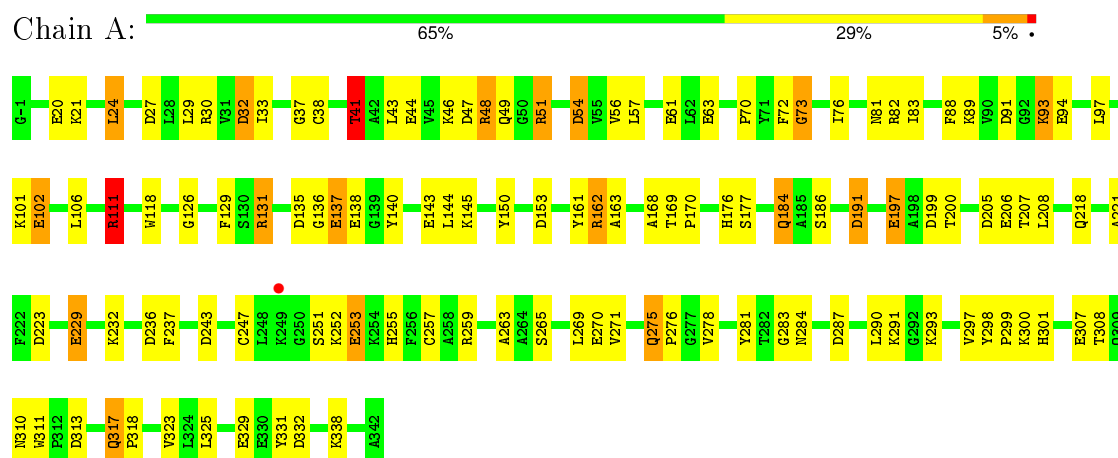 Chain A:
65% 29% 5% •
G-1 E20 K21 L24 D27 L28 L29 R30 V31 D32 I33 G37 C38 T41 A42 L43 E44 V45 K46 D47 R48 Q49 G50 R51 D54 V55 V56 L57 E61 L62 E63 P70 Y71 F72 G73 I76 N81 R82 I83 F88 K89 V90 D91 G92 K93 E94 L97
K101 E102 L106 R111 W118 G126 F129 S130 R131 D135 G136 E137 E138 G139 Y140 E143 L144 K145 Y150 D153 Y161 R162 A163 A168 T169 P170 H176 S177 Q184 A185 S186 D191 E197 A198 D199 T200 D205 E206 T207 L208 Q218 A221
F222 D223 E229 K232 D236 F237 D243 C247 L248 K249 G250 S251 K252 E253 K254 H255 F256 C257 A258 R259 A263 A264 S265 L269 E270 V271 Q275 P276 G277 V278 Y281 T282 G283 N284 D287 L290 K291 G292 K293 V297 Y298 P299 K300 H301 E307 T308
N310 W311 P312 D313 Q317 P318 V323 L324 L325 E329 E330 Y331 D332 K338 A342